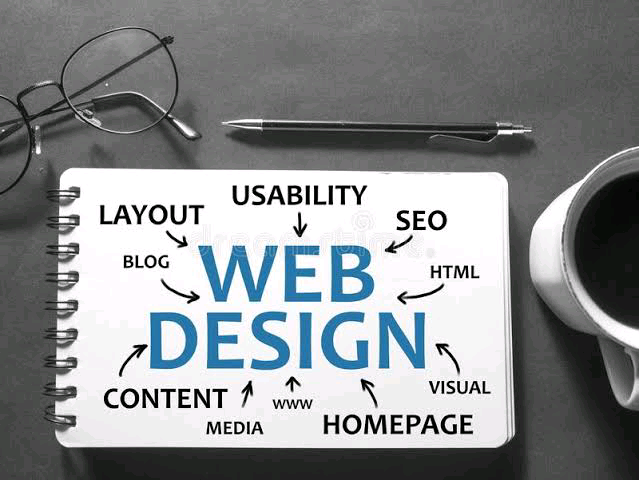 USABILITY
LAYOUT
SEO
BLOG
WEB
HTML
DESIGN
CONTENT
VISUAL
MEDIA
WWW
HOMEPAGE